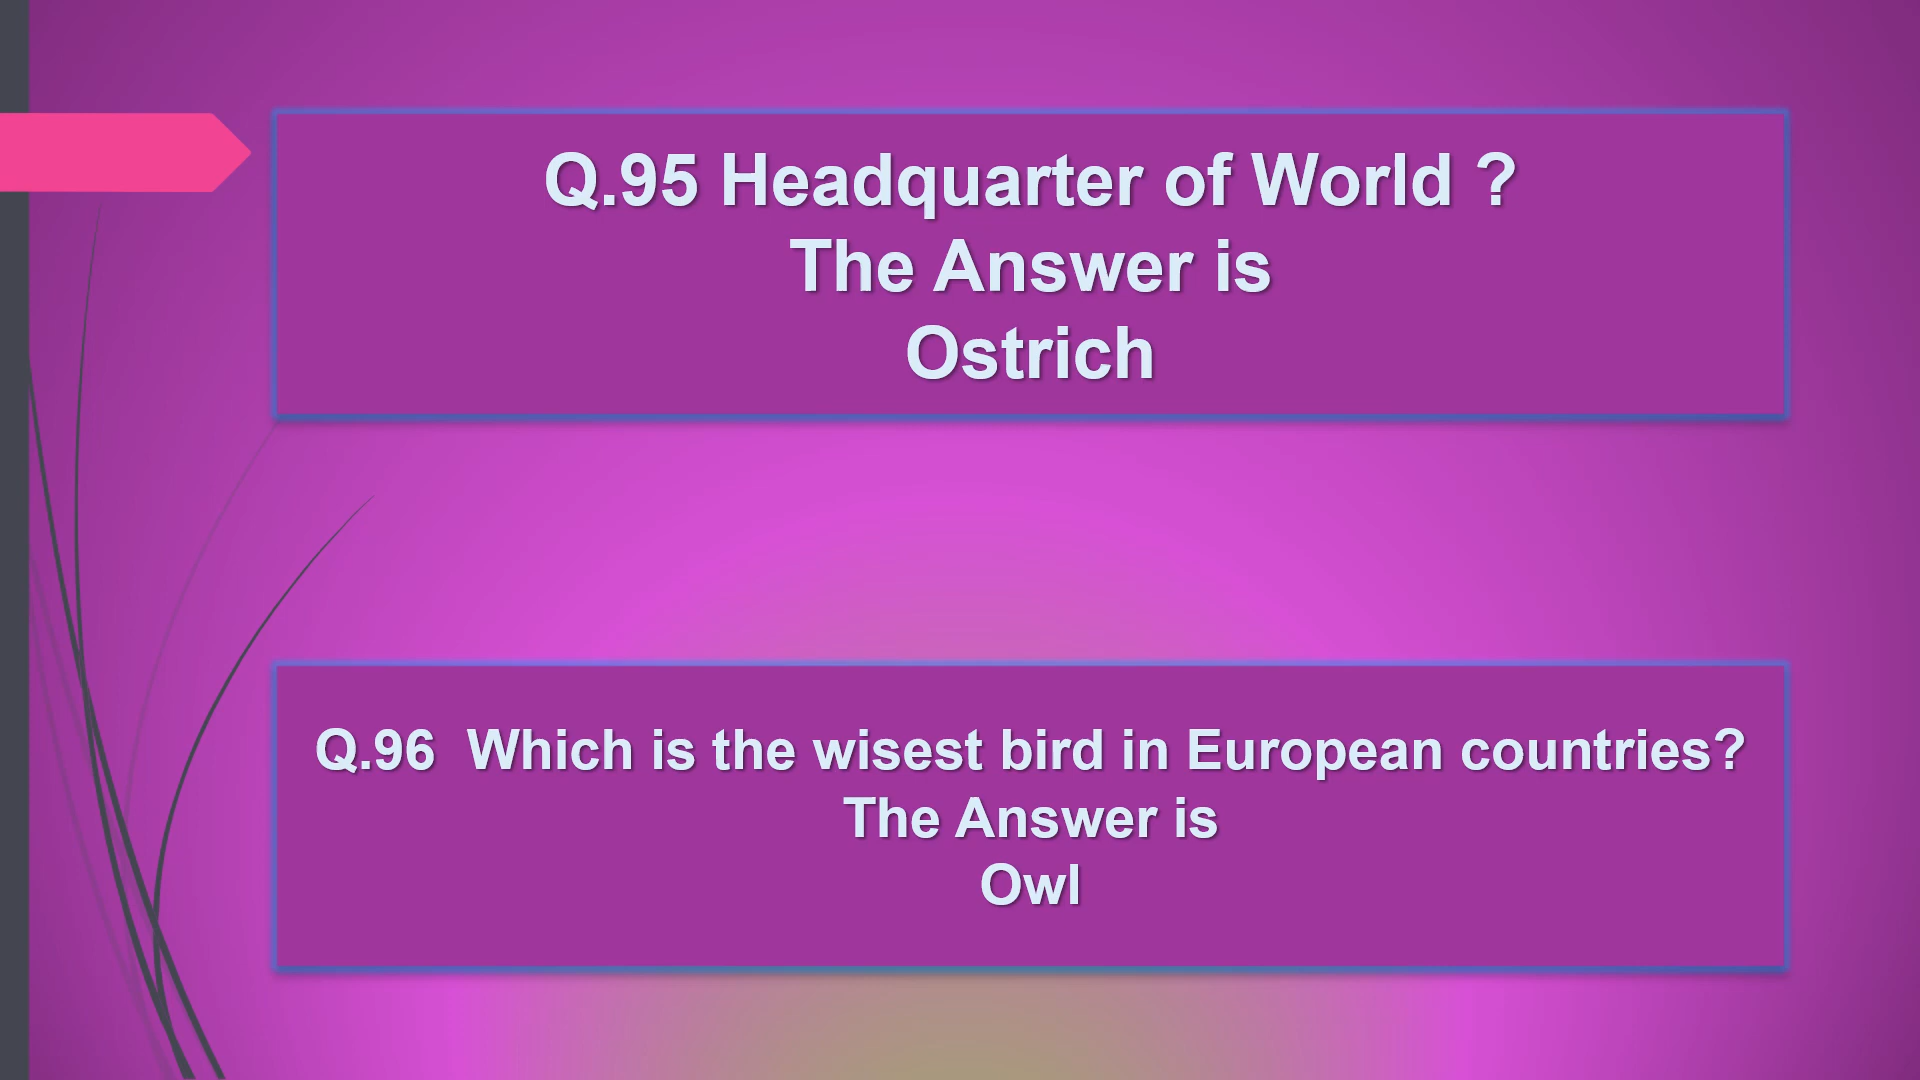 Q.95 Headquarter of World ?
The Answer is
Ostrich
Q.96  Which is the wisest bird in European countries?
The Answer is
Owl